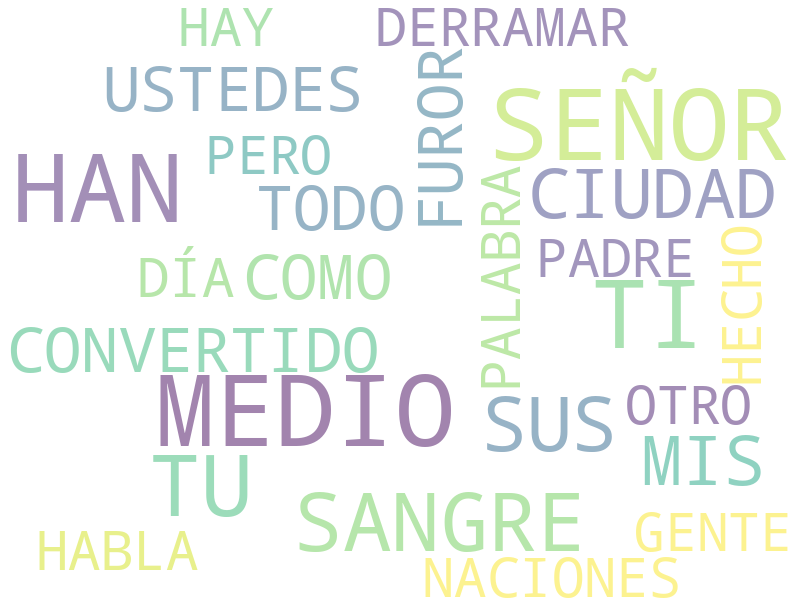 HAY
DERRAMAR
USTEDES
FUROR
SEÑOR
PERO
HAN
TODO
PALABRA
CIUDAD
PADRE
HECHO
DÍA
COMO
TI
CONVERTIDO
MEDIO
SUS
OTRO
MIS
TU
SANGRE
GENTE
HABLA
NACIONES